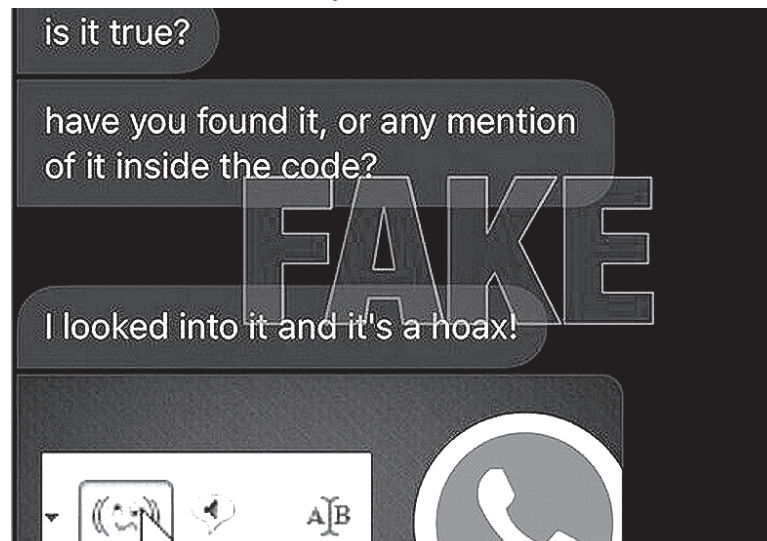 is it true?
have you found it, or any mention
of it inside the code?
FAKE
I looked into it and it's a hoax!
AB